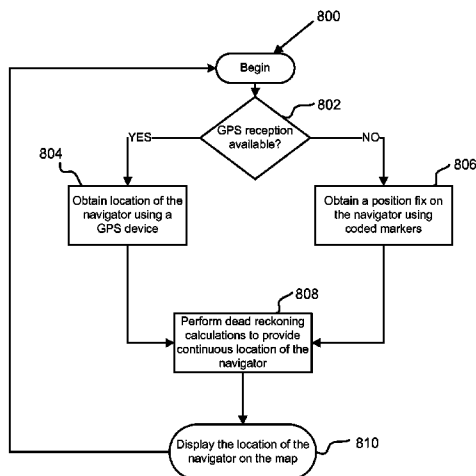 800
Begin
802
GPS reception
available?
YES
NO
804
806
Obtain location of the
navigator using a
GPS device
Obtain a position fix on
the navigator using
coded markers
808
Perform dead reckoning
calculations to provide
continuous location of the
navigator
Display the location of the
navigator on the map
810